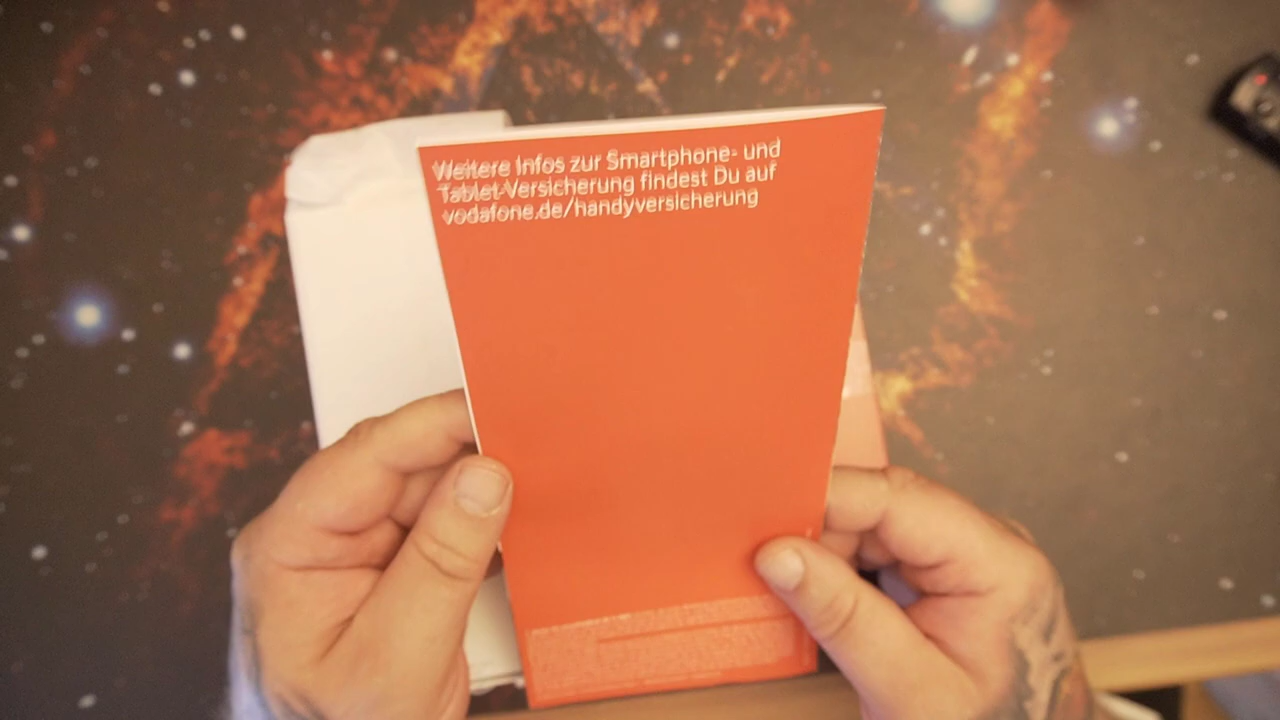 Weitere Infos zur Smartphone- und
Tablet-Versicherung findest Du auf
vodafone.de/handyversicherung